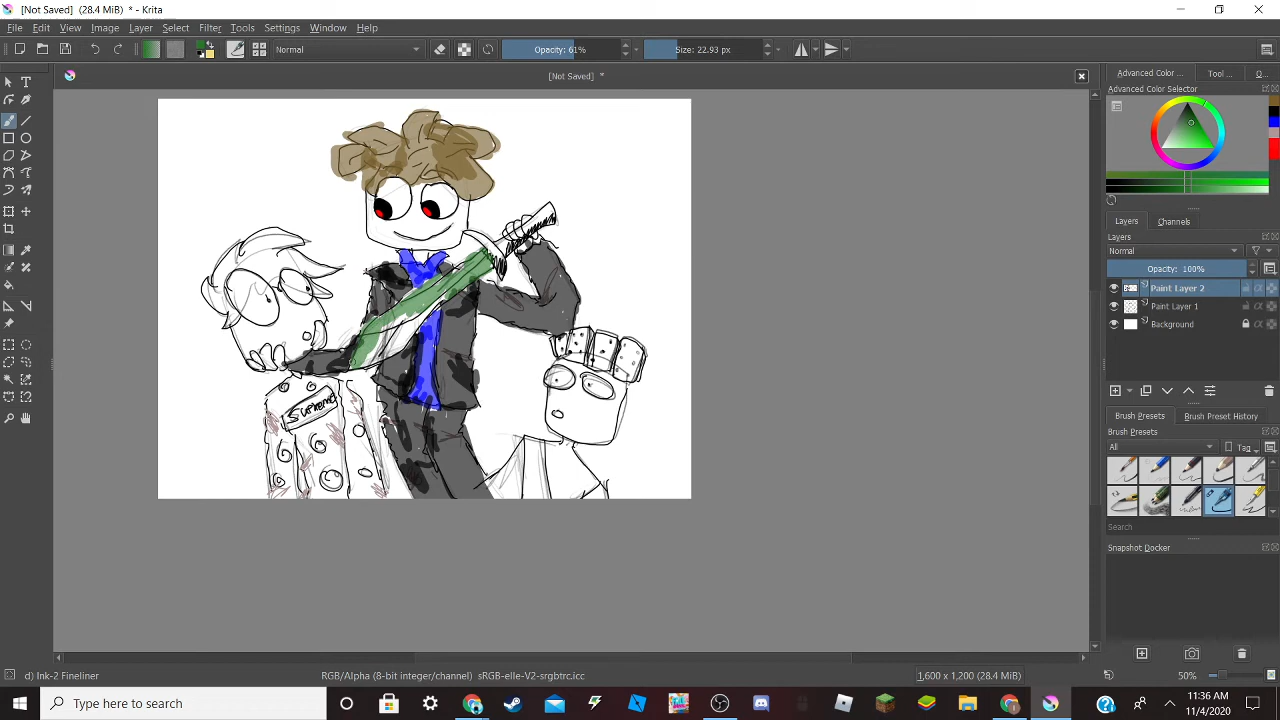 [Not Saved] (28.4 MiB) * - Krita
File Edit View Image Layer Select Filter Tools Settings Window Help
Normal Opacity: 61% Size: 22.93 px
[Not Saved] *
Advanced Color ... Tool ... O...
Advanced Color Selector
Layers Channels
Layers
Normal
Opacity: 100%
Paint Layer 2
Paint Layer 1
Background
Supreme
Brush Presets Brush Preset History
Brush Presets
All Tag
Search
Snapshot Docker
d) Ink-2 Fineliner RGB/Alpha (8-bit integer/channel) sRGB-elle-V2-srgbtrc.icc 1,600 x 1,200 (28.4 MiB) 50%
Type here to search
11:36 AM
11/4/2020